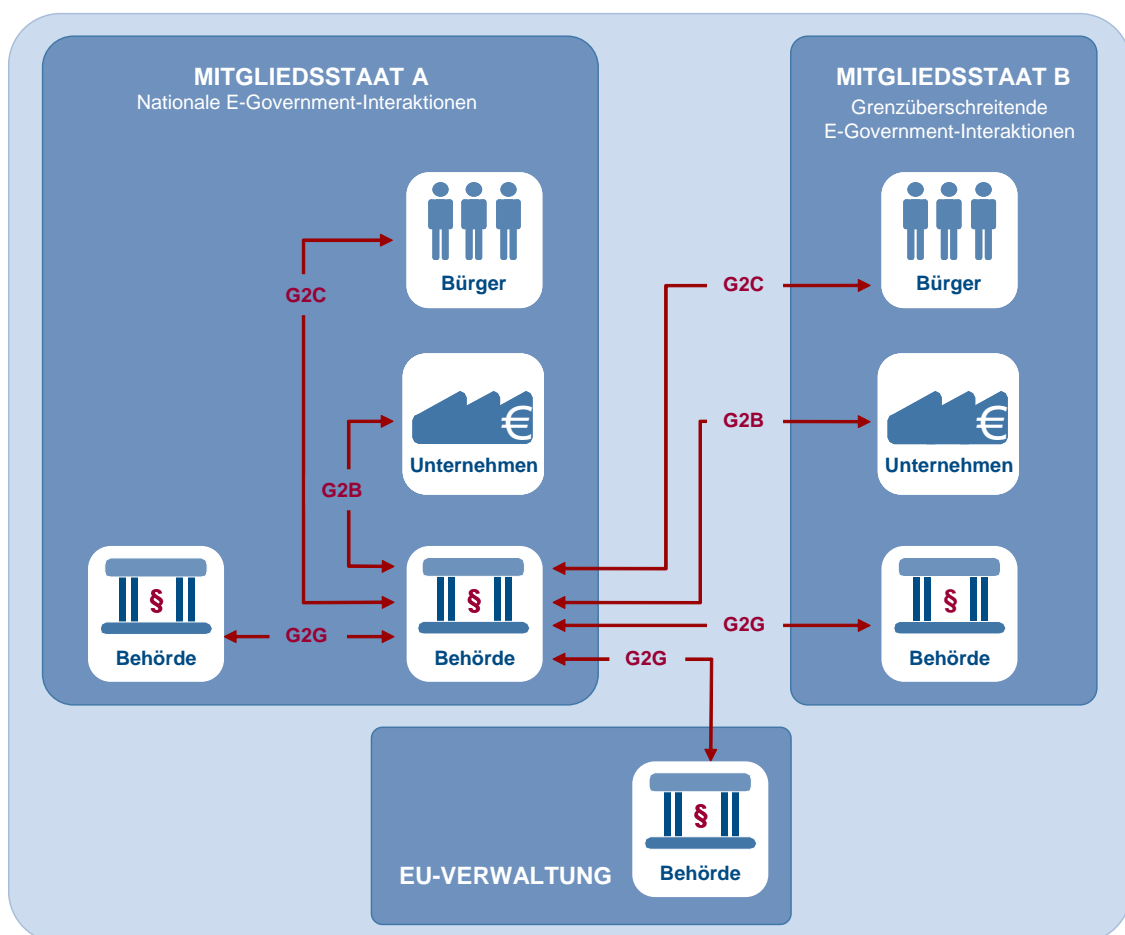 MITGLIEDSSTAAT A
Nationale E-Government-Interaktionen
Bürger
G2C
€
Unternehmen
G2B
§
Behörde
G2G
§
Behörde
MITGLIEDSSTAAT B
Grenzüberschreitende
E-Government-Interaktionen
G2C
Bürger
G2B
€
Unternehmen
G2G
§
Behörde
G2G
§
Behörde
EU-VERWALTUNG